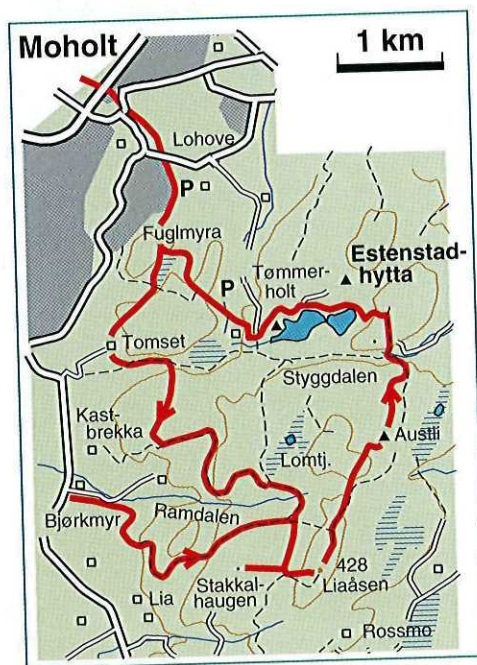 Moholt
1 km
Lohove
P
Fuglmyra
Estenstad-
hytta
Tømmer-
holt
P
Tomset
Styggdalen
Kast-
brekka
Austli
Lomtj.
Bjørkmyr
Ramdalen
428
Liaåsen
Stakkal-
haugen
Lia
Rossmo